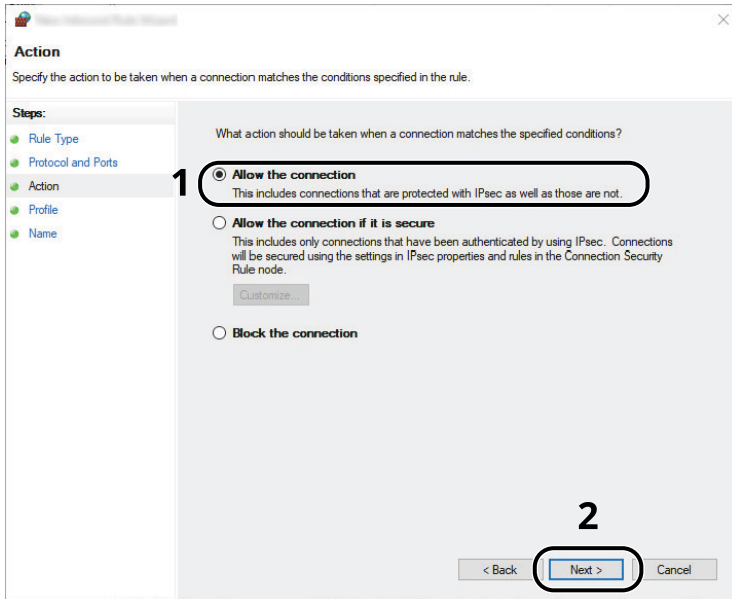 Action
Specify the action to be taken when a connection matches the conditions specified in the rule.
Steps:
Rule Type
Protocol and Ports
Action
Profile
Name
What action should be taken when a connection matches the specified conditions?
1
Allow the connection
This includes connections that are protected with IPsec as well as those are not.
Allow the connection if it is secure
This includes only connections that have been authenticated by using IPsec. Connections
will be secured using the settings in IPsec properties and rules in the Connection Security
Rule node.
Customize...
Block the connection
2
< Back
Next >
Cancel